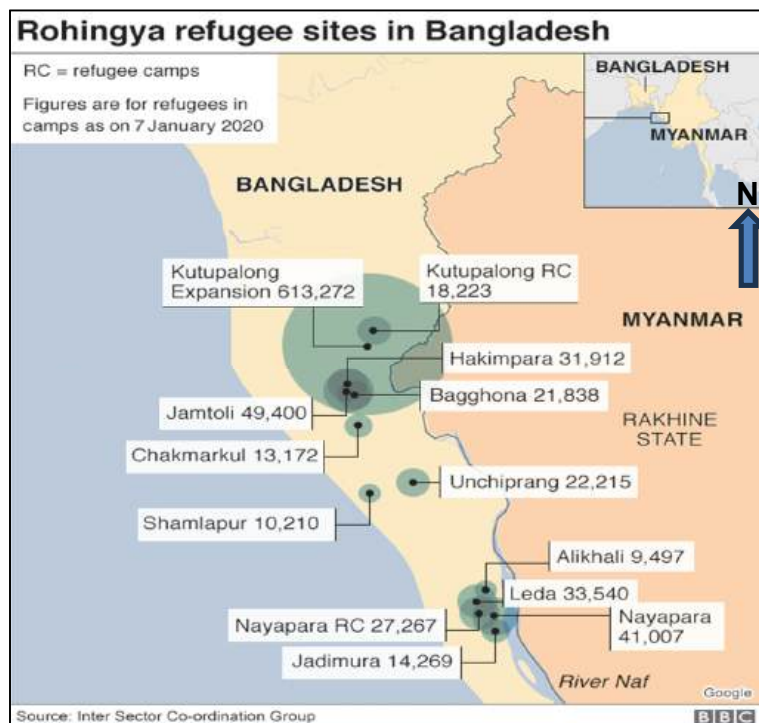 Rohingya refugee sites in Bangladesh
RC = refugee camps
Figures are for refugees in
camps as on 7 January 2020
BANGLADESH
MYANMAR
N
BANGLADESH
Kutupalong
Expansion 613,272
Kutupalong RC
18,223
MYANMAR
Hakimpara 31,912
Bagghona 21,838
Jamtoli 49,400
RAKHINE
STATE
Chakmarkul 13,172
Unchiprang 22,215
Shamlapur 10,210
Alikhali 9,497
Leda 33,540
Nayapara RC 27,267
Nayapara
41,007
Jadimura 14,269
River Naf
Google
Source: Inter Sector Co-ordination Group
BBC